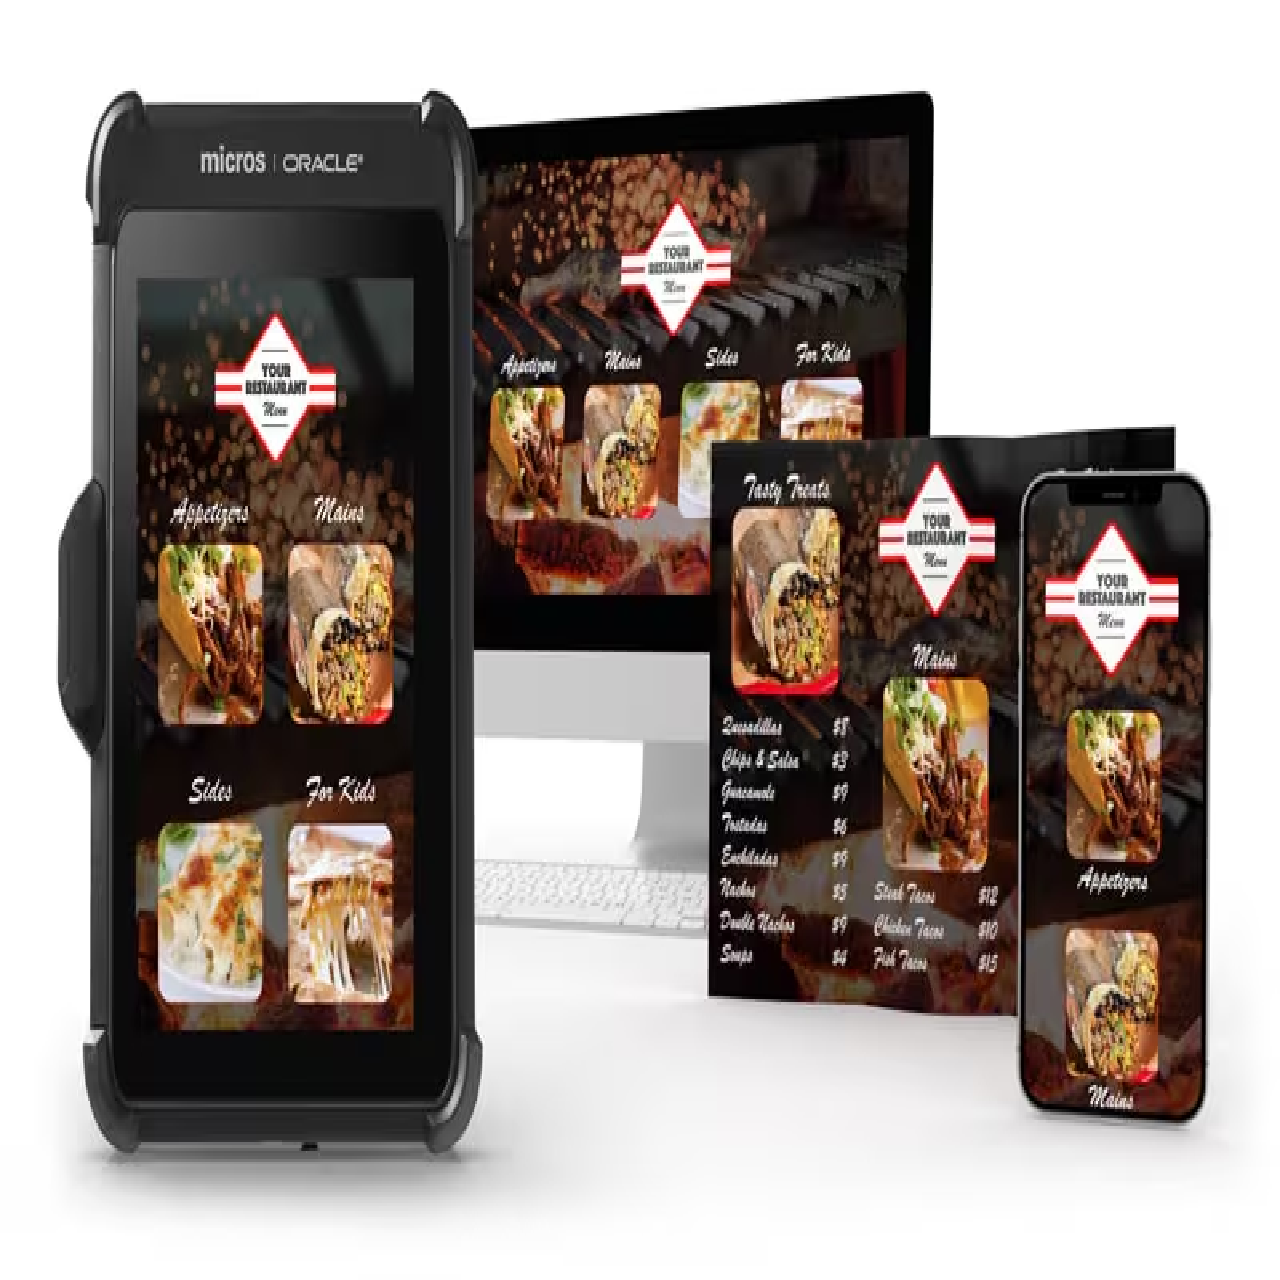 micros | ORACLE®
YOUR
RESTAURANT
Menu
Appetizers
Mains
Sides
For Kids
YOUR
RESTAURANT
Menu
Appetizers
Mains
Sides
For Kids
Tasty Treats
Quesadillas $8
Chips & Salsa $3
Guacamole $9
Tostadas $6
Enchiladas $9
Nachos $5
Double Nachos $9
Soups $4
YOUR
RESTAURANT
Menu
Mains
Steak Tacos $12
Chicken Tacos $10
Fish Tacos $15
YOUR
RESTAURANT
Menu
Appetizers
Mains